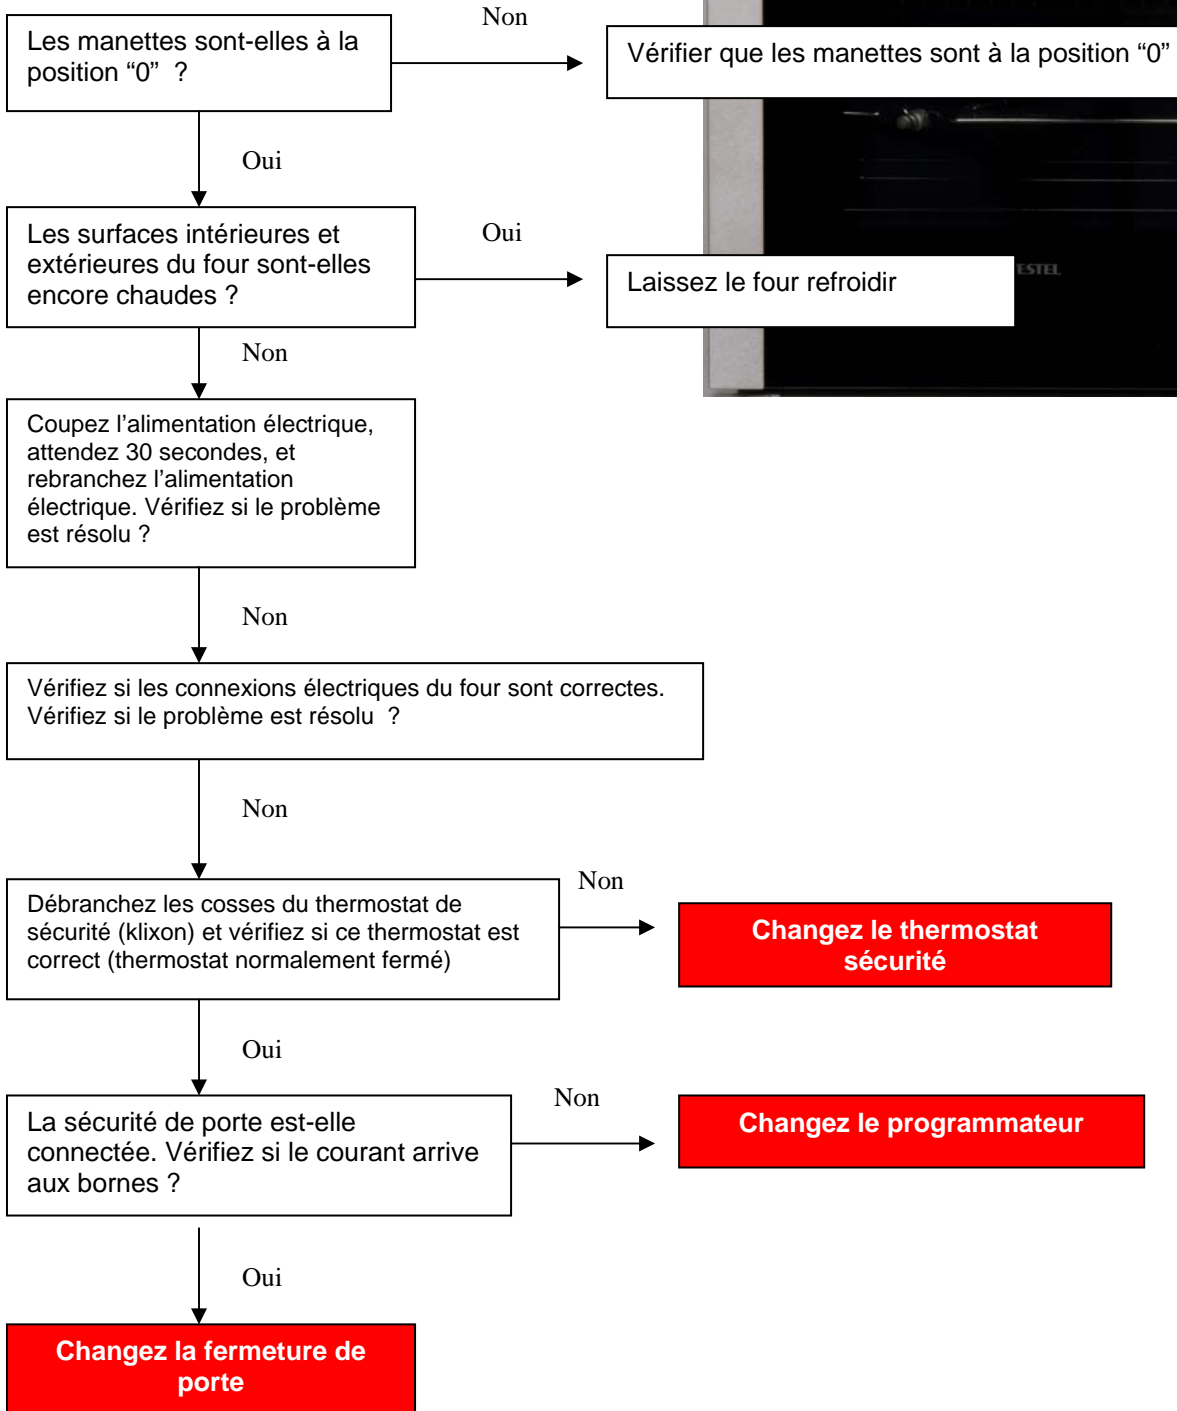 Non
Les manettes sont-elles à la
position “0” ?
Vérifier que les manettes sont à la position “0”
Oui
Les surfaces intérieures et
extérieures du four sont-elles
encore chaudes ?
Oui
Laissez le four refroidir
Non
Coupez l’alimentation électrique,
attendez 30 secondes, et
rebranchez l’alimentation
électrique. Vérifiez si le problème
est résolu ?
Non
Vérifiez si les connexions électriques du four sont correctes.
Vérifiez si le problème est résolu ?
Non
Débranchez les cosses du thermostat de
sécurité (klixon) et vérifiez si ce thermostat est
correct (thermostat normalement fermé)
Non
Changez le thermostat
sécurité
Oui
La sécurité de porte est-elle
connectée. Vérifiez si le courant arrive
aux bornes ?
Non
Changez le programmateur
Oui
Changez la fermeture de
porte